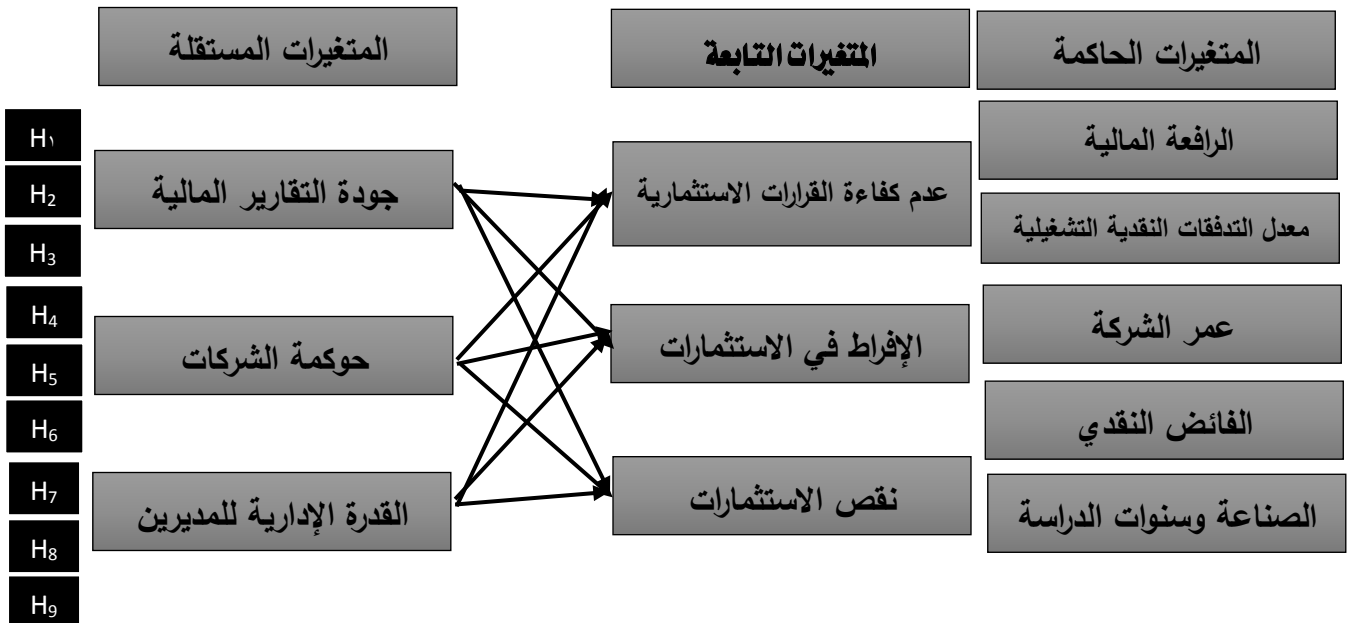 المتغيرات المستقلة
المتغيرات التابعة
المتغيرات الحاكمة
H١
H₂
H₃
H₄
H₅
H₆
H₇
H₈
H₉
جودة التقارير المالية
حوكمة الشركات
القدرة الإدارية للمديرين
عدم كفاءة القرارات الاستثمارية
الإفراط في الاستثمارات
نقص الاستثمارات
الرافعة المالية
معدل التدفقات النقدية التشغيلية
عمر الشركة
الفائض النقدي
الصناعة وسنوات الدراسة